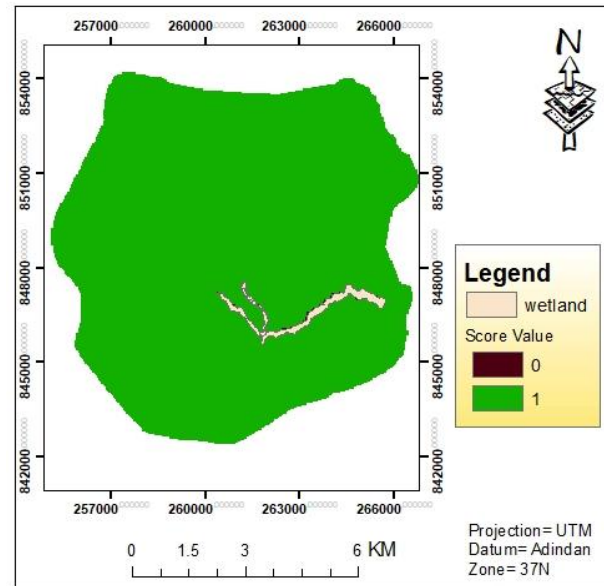 257000 260000 263000 266000
N
854000
851000
848000
845000
842000
854000
851000
848000
845000
842000
Legend
wetland
Score Value
0
1
257000 260000 263000 266000
0 1.5 3 6 KM
Projection= UTM
Datum= Adindan
Zone= 37N